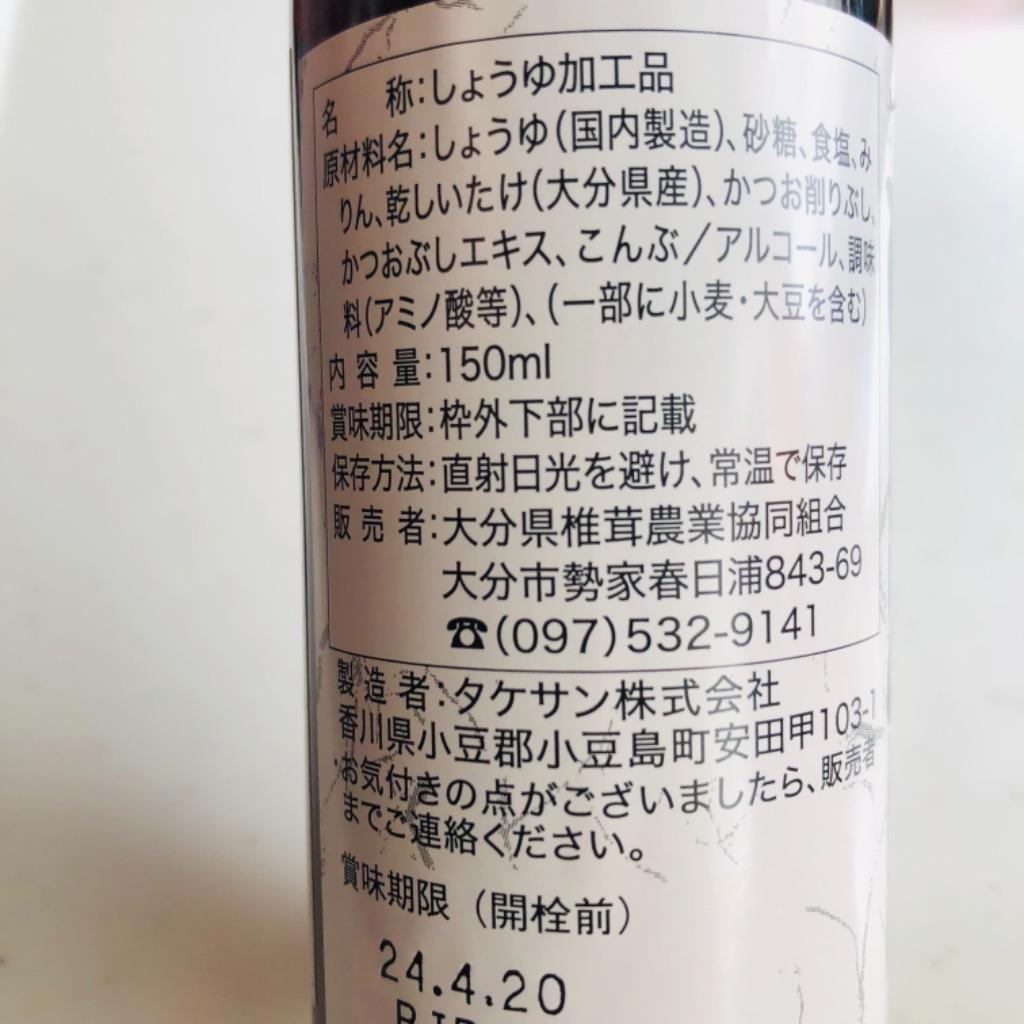 名　　称:しょうゆ加工品
原材料名:しょうゆ(国内製造)、砂糖、食塩、み
りん、乾しいたけ(大分県産)、かつお削りぶし、
かつおぶしエキス、こんぶ/アルコール、調味
料(アミノ酸等)、(一部に小麦・大豆を含む)
内 容 量:150ml
賞味期限:枠外下部に記載
保存方法:直射日光を避け、常温で保存
販 売 者:大分県椎茸農業協同組合
大分市勢家春日浦843-69
☎(097)532-9141
製 造 者:タケサン株式会社
香川県小豆郡小豆島町安田甲103-1
・お気付きの点がございましたら、販売者
までご連絡ください。
賞味期限 (開栓前)
24.4.20